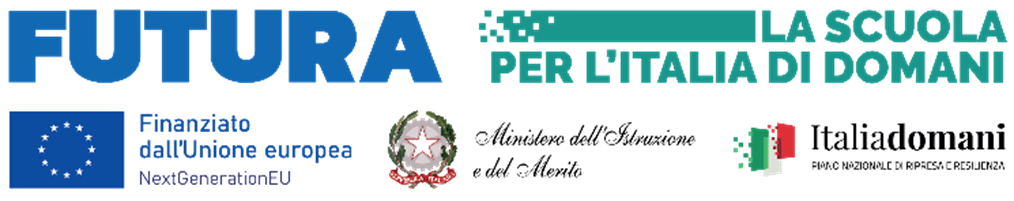 FUTURA
LA SCUOLA
PER L'ITALIA DI DOMANI
Finanziato
dall'Unione europea
NextGenerationEU
Ministero dell'Istruzione
e del Merito
Italiadomani
PIANO NAZIONALE DI RIPRESA E RESILIENZA